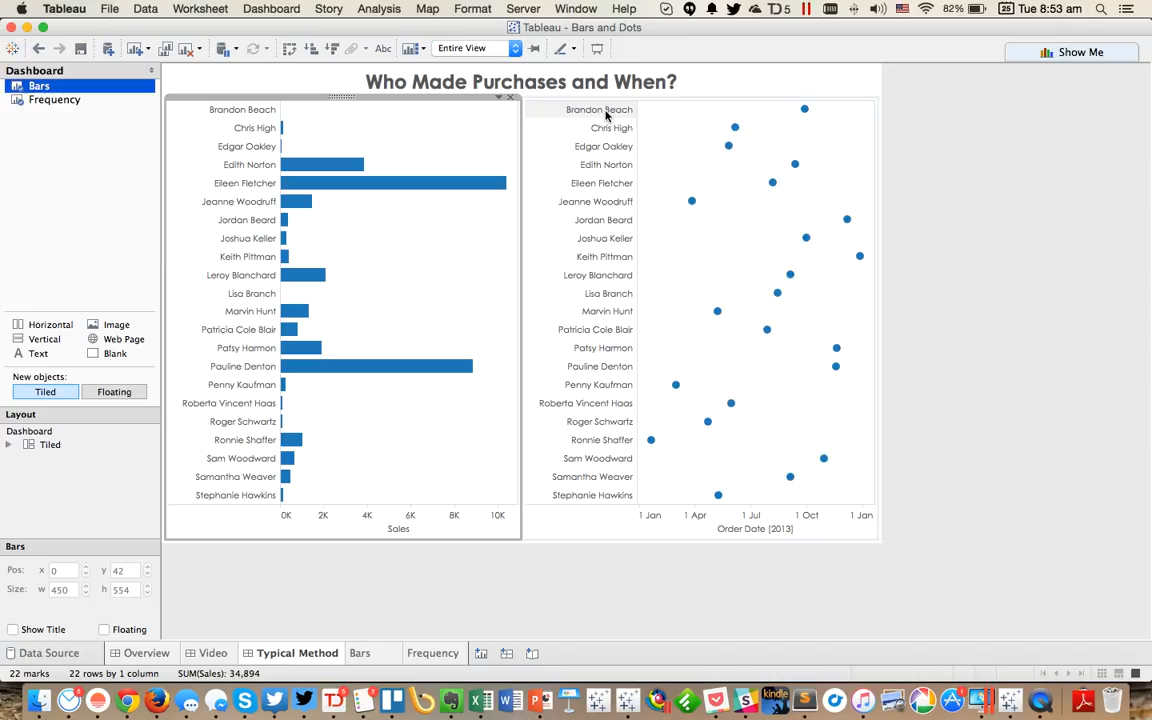 Tableau File Data Worksheet Dashboard Story Analysis Map Format Server Window Help 5 82% 25 Tue 8:53 am
Tableau - Bars and Dots
Abc Entire View Show Me
Dashboard
Bars
Frequency
Horizontal Image
Vertical Web Page
Text Blank
New objects:
Tiled Floating
Layout
Dashboard
Tiled
Bars
Pos: x 0 y 42
Size: w 450 h 554
Show Title Floating
Who Made Purchases and When?
Brandon Beach
Chris High
Edgar Oakley
Edith Norton
Eileen Fletcher
Jeanne Woodruff
Jordan Beard
Joshua Keller
Keith Pittman
Leroy Blanchard
Lisa Branch
Marvin Hunt
Patricia Cole Blair
Patsy Harmon
Pauline Denton
Penny Kaufman
Roberta Vincent Haas
Roger Schwartz
Ronnie Shaffer
Sam Woodward
Samantha Weaver
Stephanie Hawkins
0K 2K 4K 6K 8K 10K
Sales
Brandon Beach
Chris High
Edgar Oakley
Edith Norton
Eileen Fletcher
Jeanne Woodruff
Jordan Beard
Joshua Keller
Keith Pittman
Leroy Blanchard
Lisa Branch
Marvin Hunt
Patricia Cole Blair
Patsy Harmon
Pauline Denton
Penny Kaufman
Roberta Vincent Haas
Roger Schwartz
Ronnie Shaffer
Sam Woodward
Samantha Weaver
Stephanie Hawkins
1 Jan 1 Apr 1 Jul 1 Oct 1 Jan
Order Date [2013]
Data Source Overview Video Typical Method Bars Frequency
22 marks 22 rows by 1 column SUM(Sales): 34,894
kindle